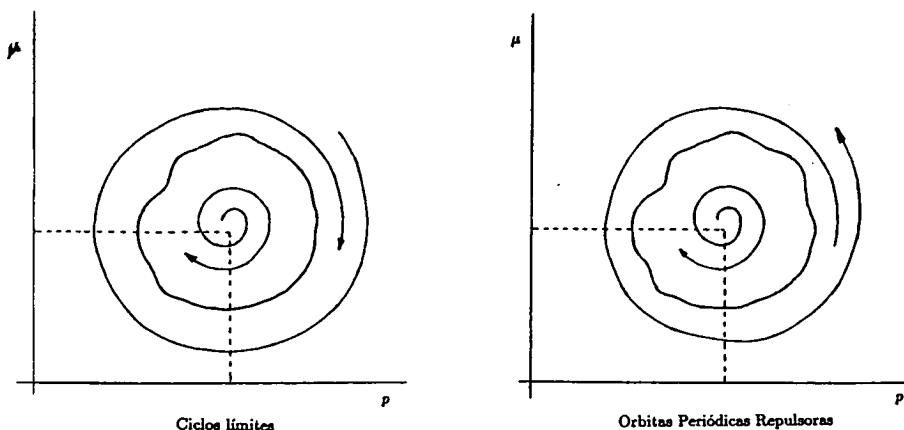 μ
p
Ciclos límites
μ
p
Orbitas Periódicas Repulsoras